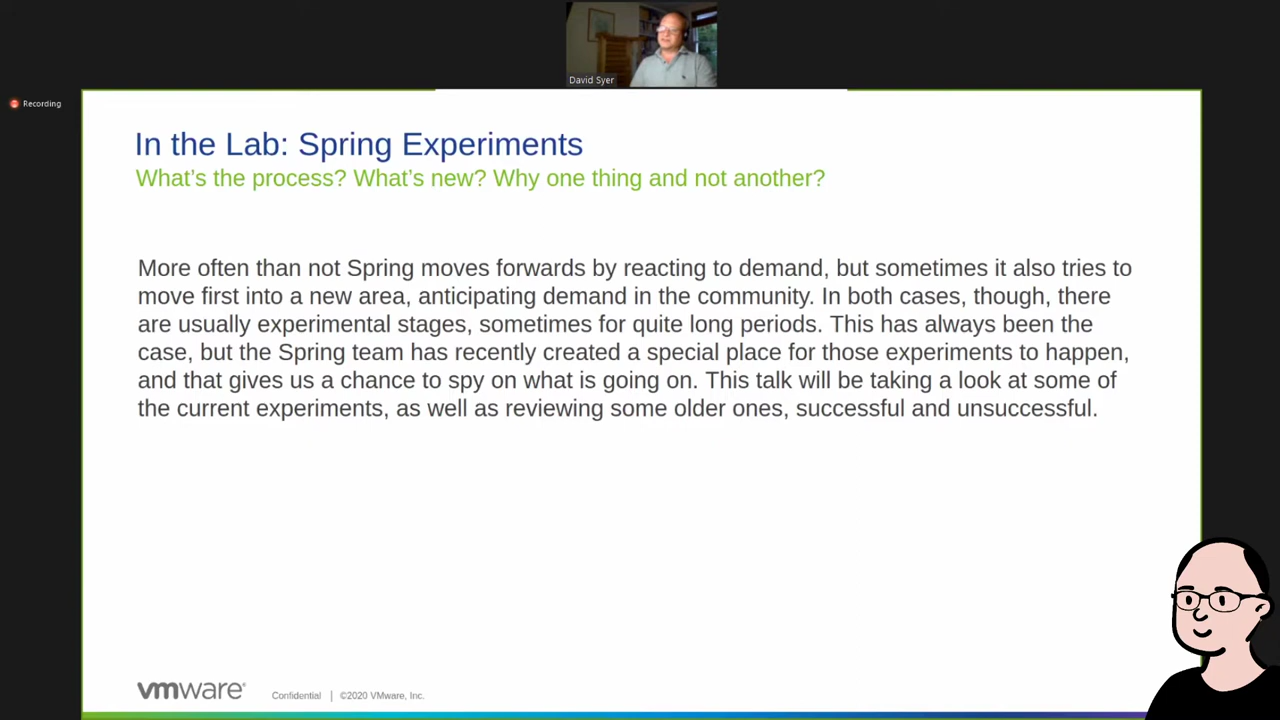 David Syer
Recording
In the Lab: Spring Experiments
What's the process? What's new? Why one thing and not another?
More often than not Spring moves forwards by reacting to demand, but sometimes it also tries to
move first into a new area, anticipating demand in the community. In both cases, though, there
are usually experimental stages, sometimes for quite long periods. This has always been the
case, but the Spring team has recently created a special place for those experiments to happen,
and that gives us a chance to spy on what is going on. This talk will be taking a look at some of
the current experiments, as well as reviewing some older ones, successful and unsuccessful.
vmware® Confidential | ©2020 VMware, Inc.